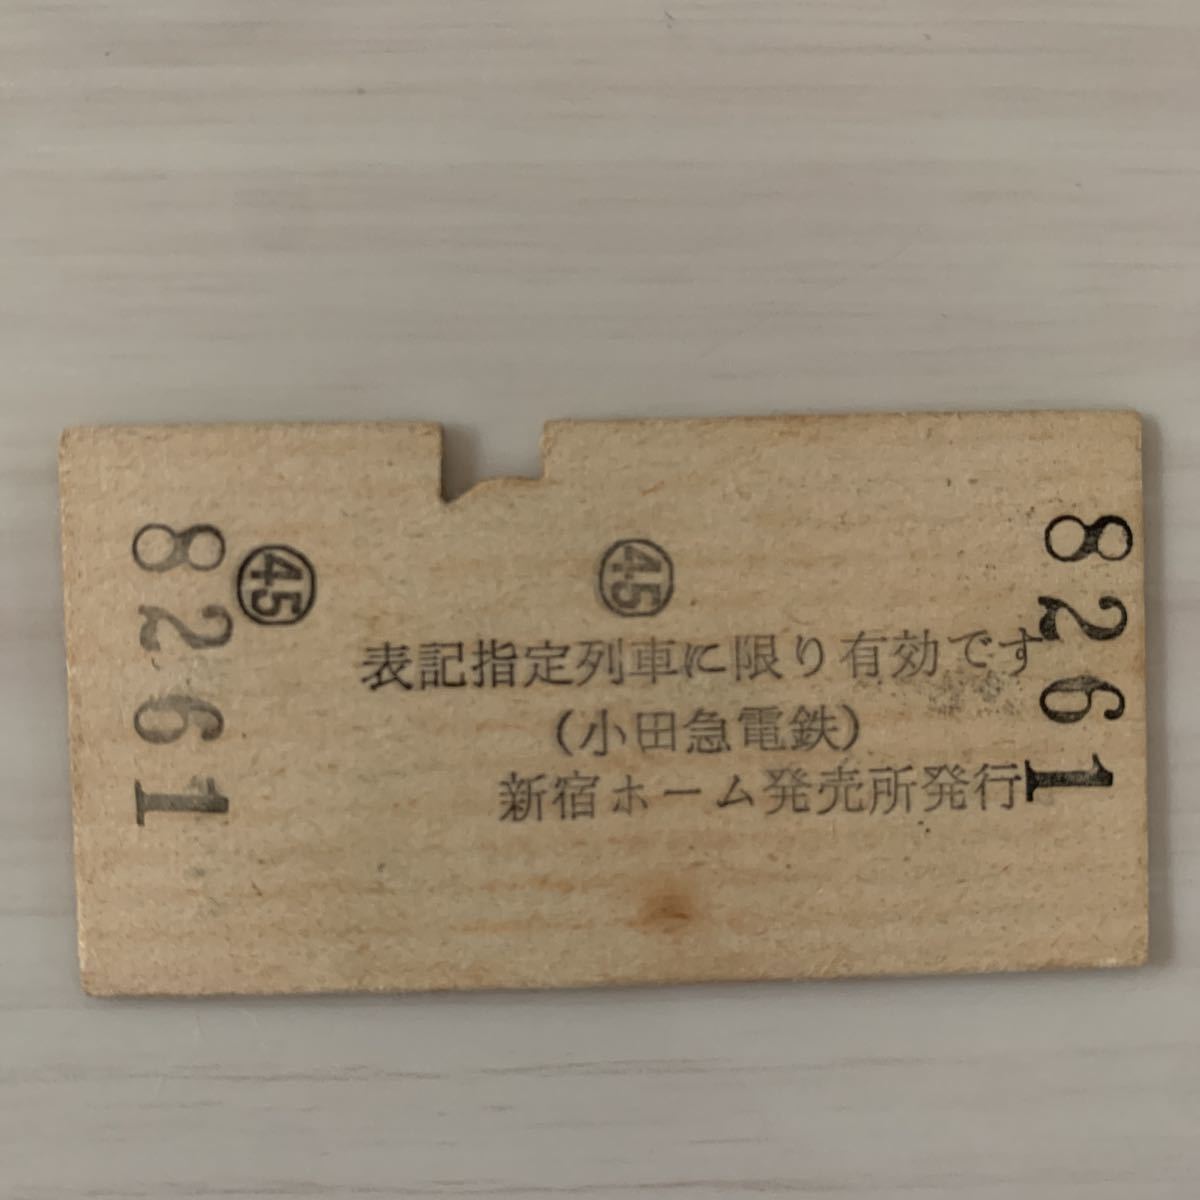 8261
㊺
㊺
表記指定列車に限り有効です
(小田急電鉄)
新宿ホーム発売所発行
8261